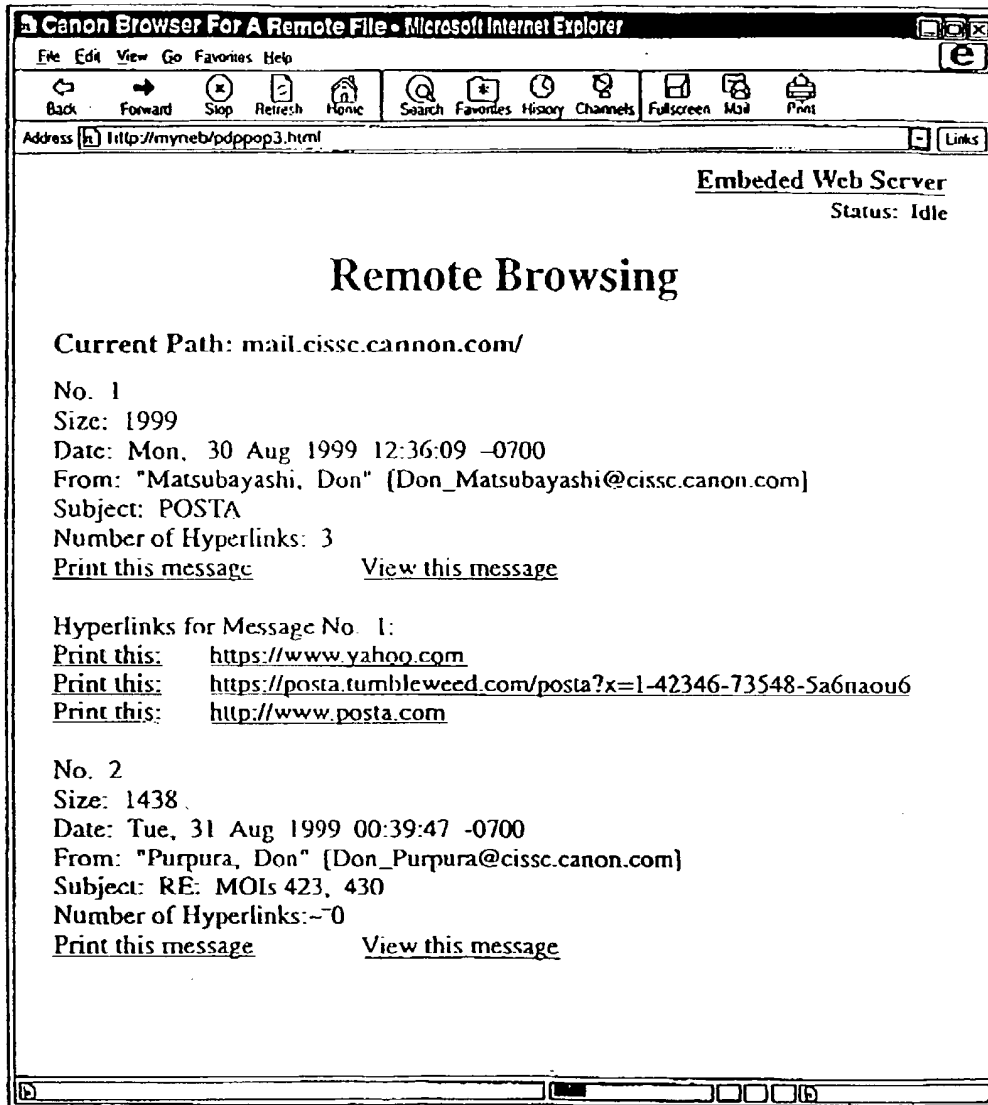 Canon Browser For A Remote File • Microsoft Internet Explorer
File Edit View Go Favorites Help
Back Forward Stop Refresh Home Search Favorites History Channels Fullscreen Mail Print
Address http://myneb/pdppop3.html Links
Embeded Web Server
Status: Idle
Remote Browsing
Current Path: mail.cissc.cannon.com/
No. 1
Size: 1999
Date: Mon, 30 Aug 1999 12:36:09 -0700
From: "Matsubayashi, Don" [Don_Matsubayashi@cissc.canon.com]
Subject: POSTA
Number of Hyperlinks: 3
Print this message View this message
Hyperlinks for Message No. 1:
Print this: https://www.yahoo.com
Print this: https://posta.tumbleweed.com/posta?x=1-42346-73548-5a6naou6
Print this: http://www.posta.com
No. 2
Size: 1438
Date: Tue, 31 Aug 1999 00:39:47 -0700
From: "Purpura, Don" [Don_Purpura@cissc.canon.com]
Subject: RE: MOIs 423, 430
Number of Hyperlinks: 0
Print this message View this message